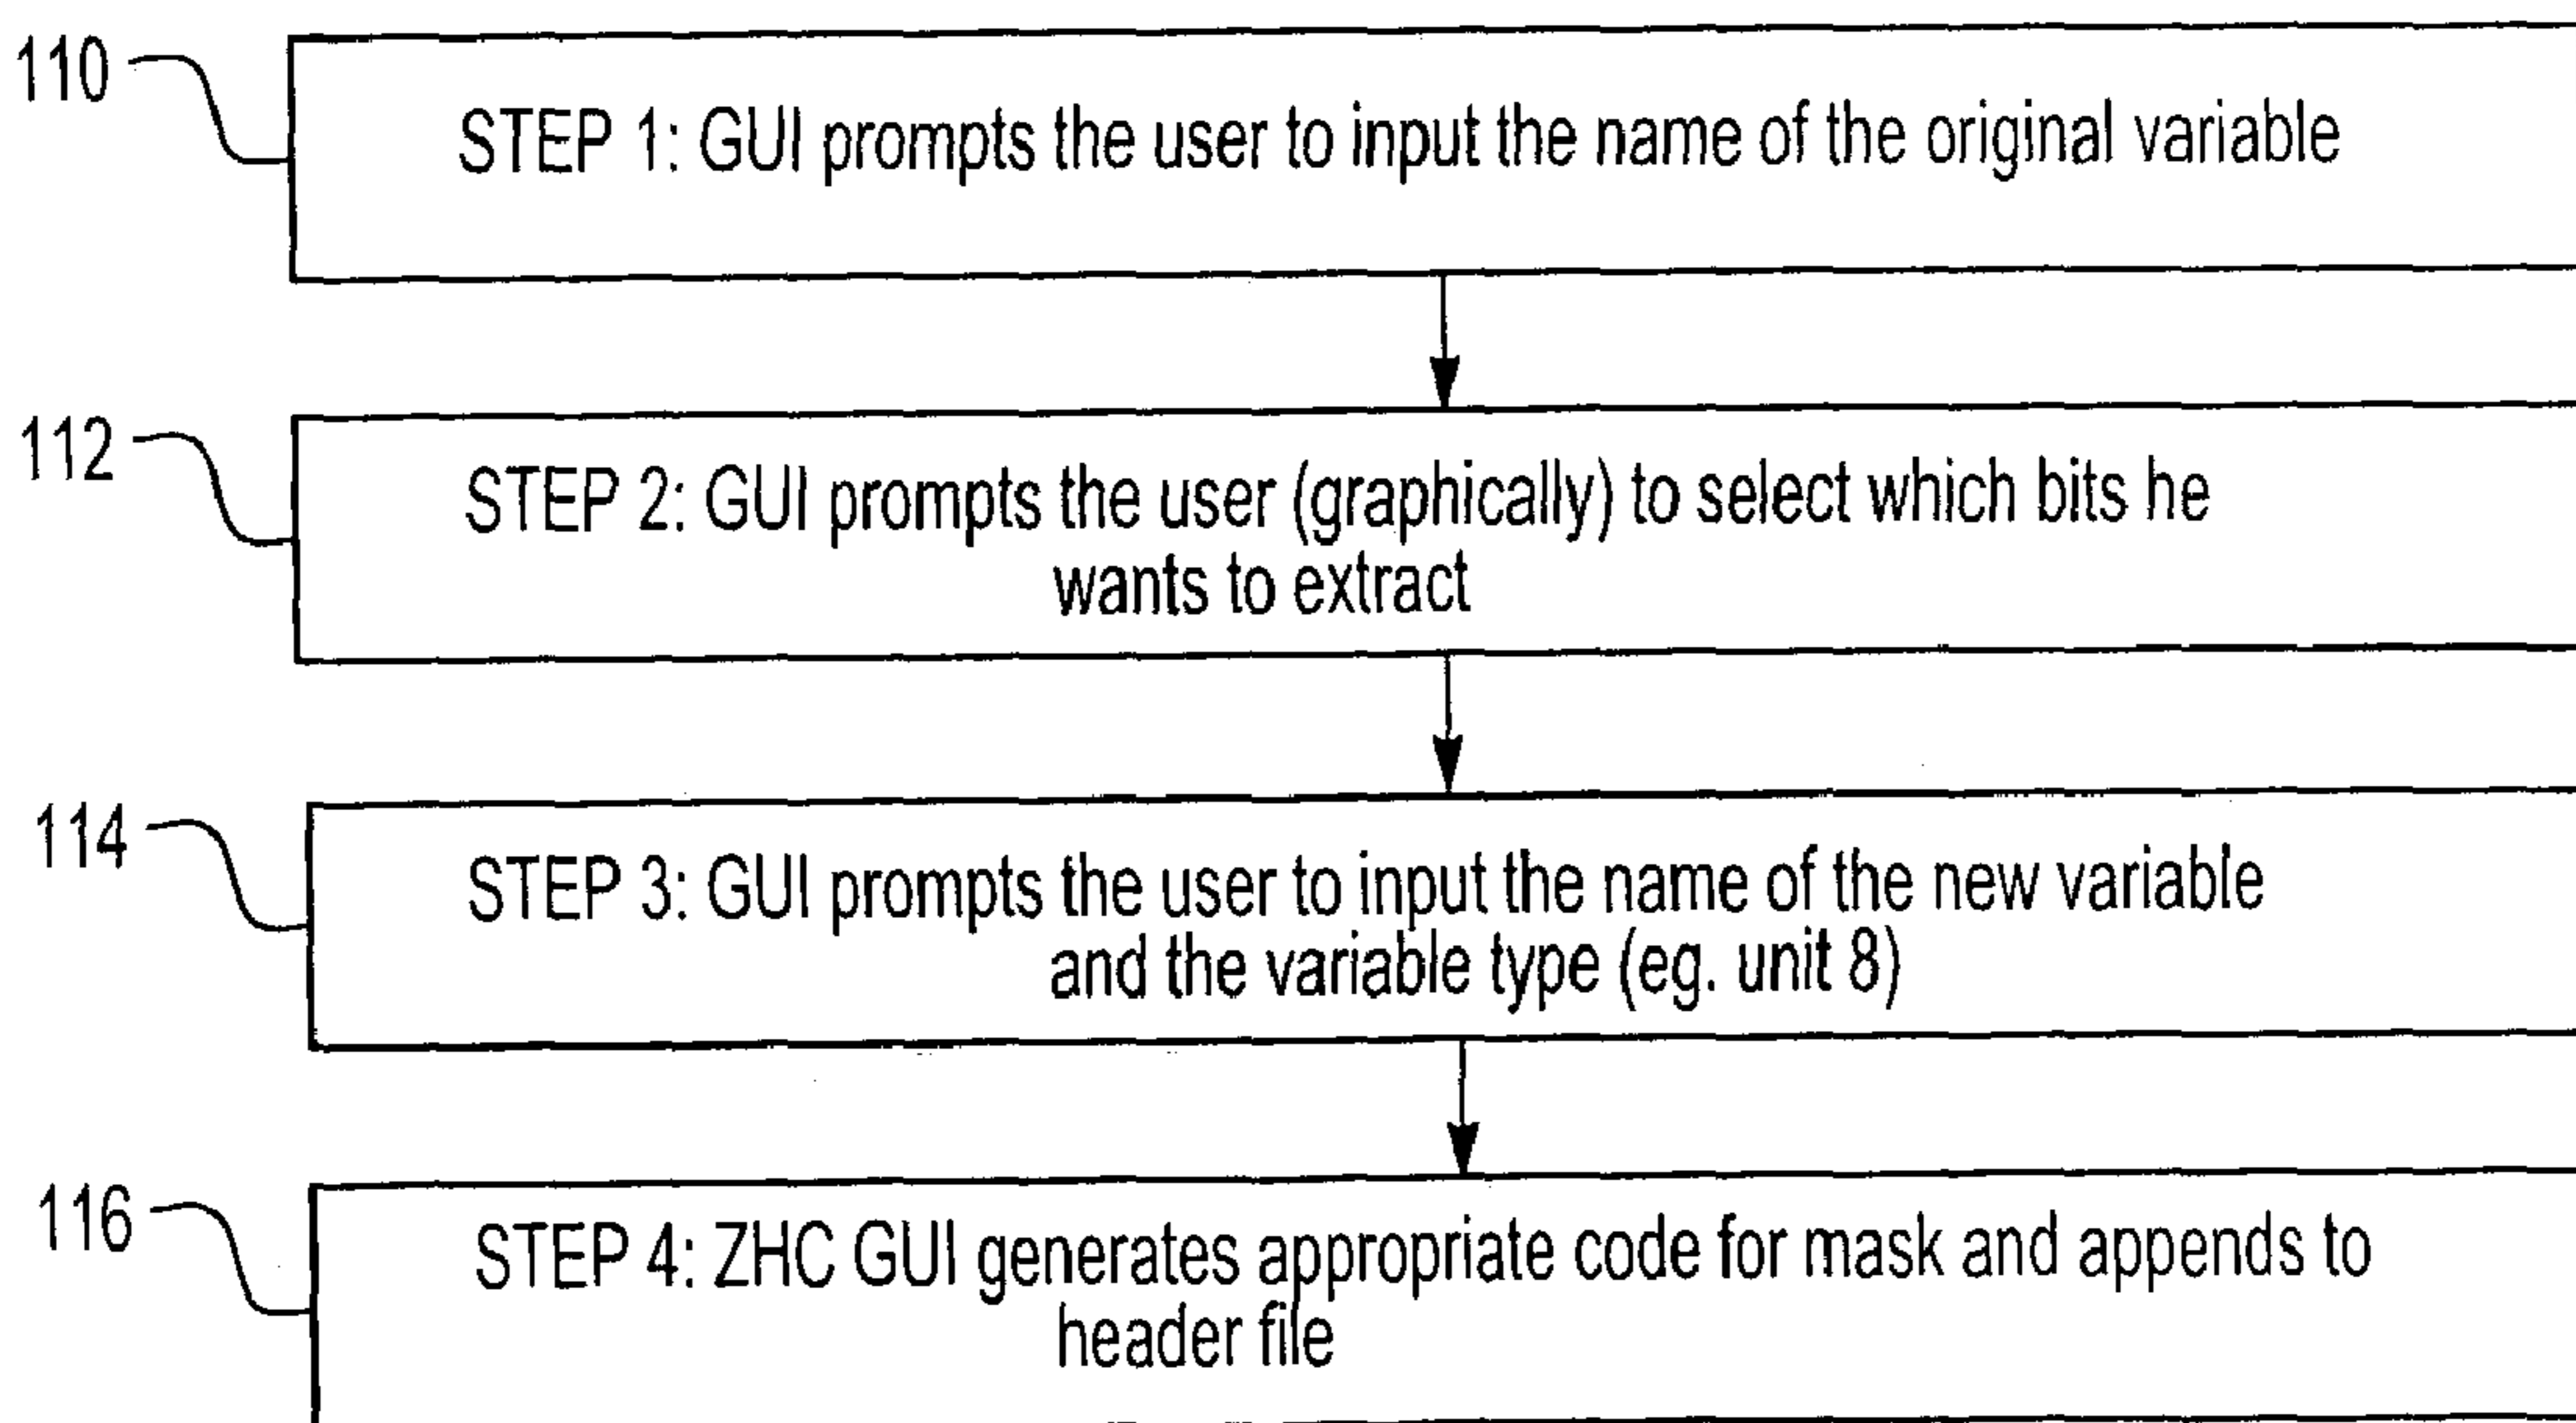 110
STEP 1: GUI prompts the user to input the name of the original variable
112
STEP 2: GUI prompts the user (graphically) to select which bits he
wants to extract
114
STEP 3: GUI prompts the user to input the name of the new variable
and the variable type (eg. unit 8)
116
STEP 4: ZHC GUI generates appropriate code for mask and appends to
header file